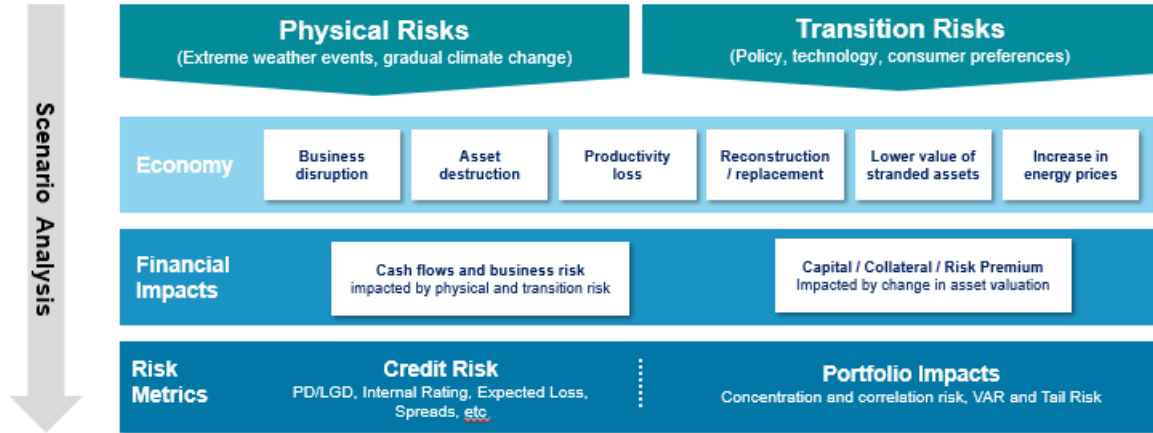 Physical Risks
(Extreme weather events, gradual climate change)
Transition Risks
(Policy, technology, consumer preferences)
Scenario Analysis
Economy
Business
disruption
Asset
destruction
Productivity
loss
Reconstruction
/ replacement
Lower value of
stranded assets
Increase in
energy prices
Financial
Impacts
Cash flows and business risk
impacted by physical and transition risk
Capital / Collateral / Risk Premium
Impacted by change in asset valuation
Risk
Metrics
Credit Risk
PD/LGD, Internal Rating, Expected Loss,
Spreads, etc
Portfolio Impacts
Concentration and correlation risk, VAR and Tail Risk